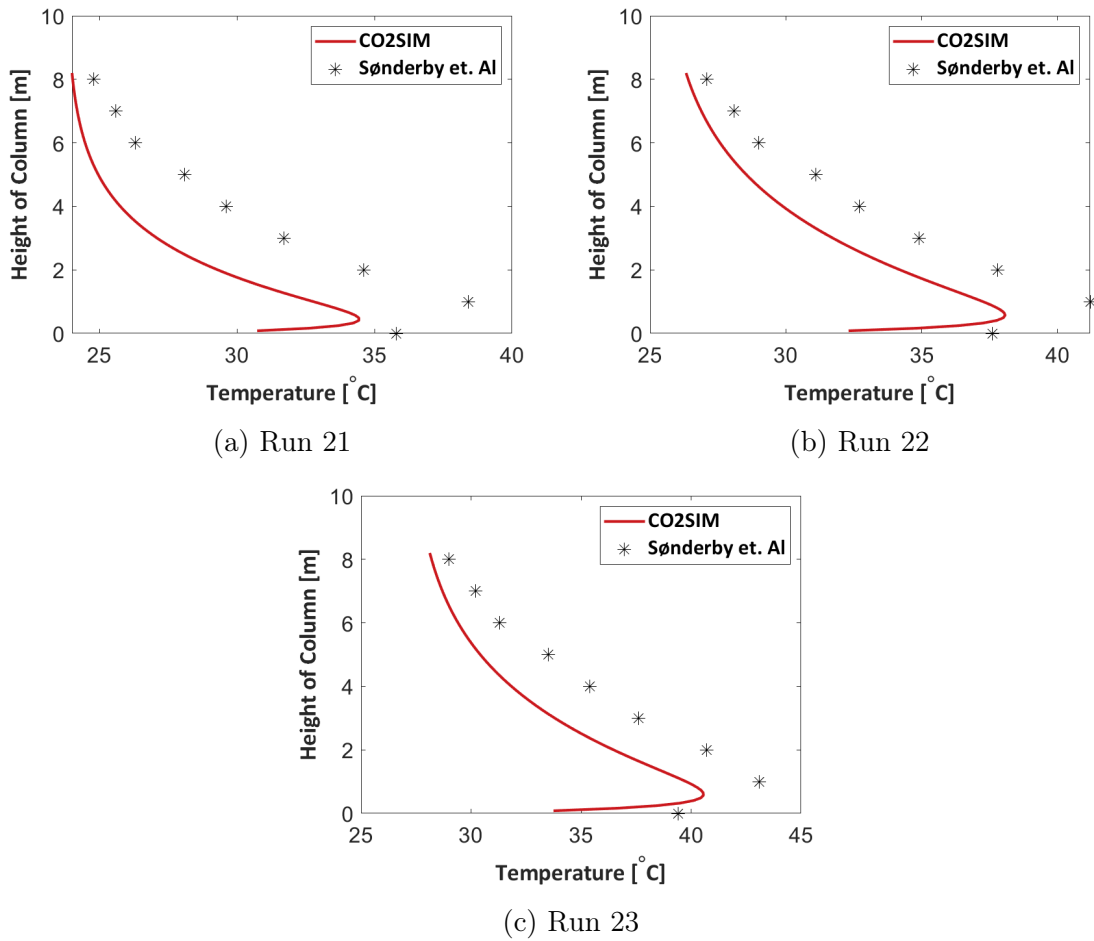 10
8
6
4
2
0
Height of Column [m]
CO2SIM
Sønderby et. Al
25
30
35
40
Temperature [°C]
(a) Run 21
10
8
6
4
2
0
Height of Column [m]
CO2SIM
Sønderby et. Al
25
30
35
40
Temperature [°C]
(b) Run 22
10
8
6
4
2
0
Height of Column [m]
CO2SIM
Sønderby et. Al
25
30
35
40
45
Temperature [°C]
(c) Run 23